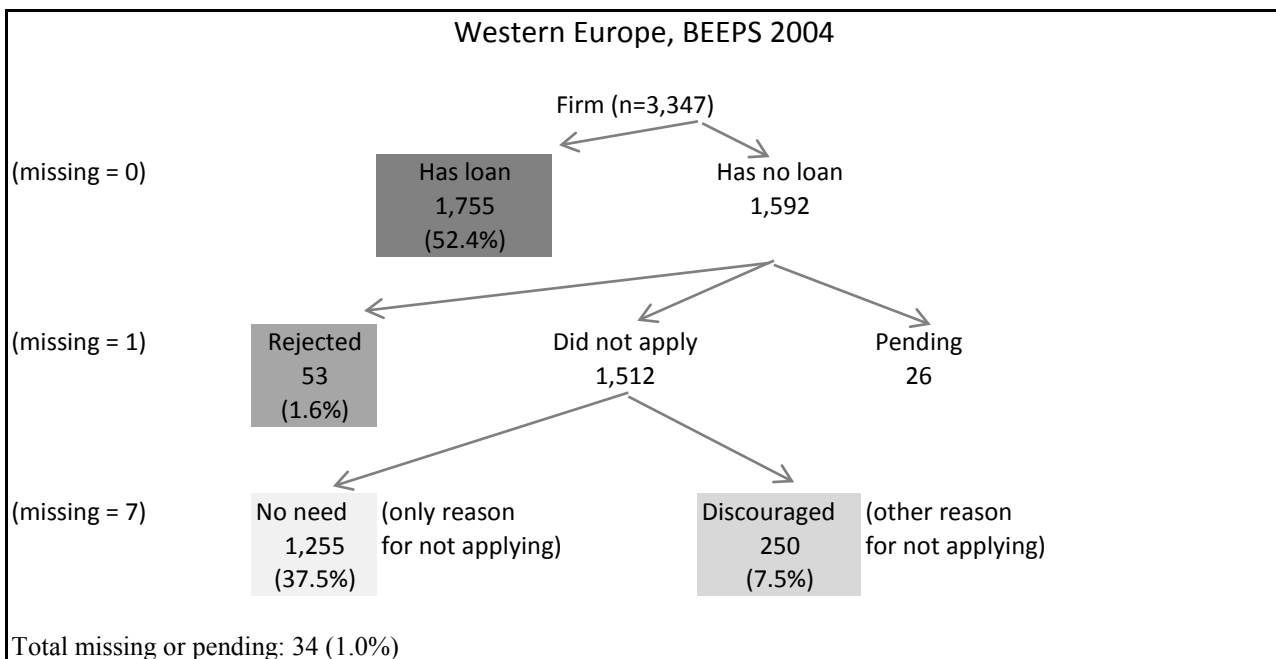 Western Europe, BEEPS 2004
Firm (n=3,347)
(missing = 0)
Has loan
1,755
(52.4%)
Has no loan
1,592
(missing = 1)
Rejected
53
(1.6%)
Did not apply
1,512
Pending
26
(missing = 7)
No need
1,255
(37.5%)
(only reason
for not applying)
Discouraged
250
(7.5%)
(other reason
for not applying)
Total missing or pending: 34 (1.0%)